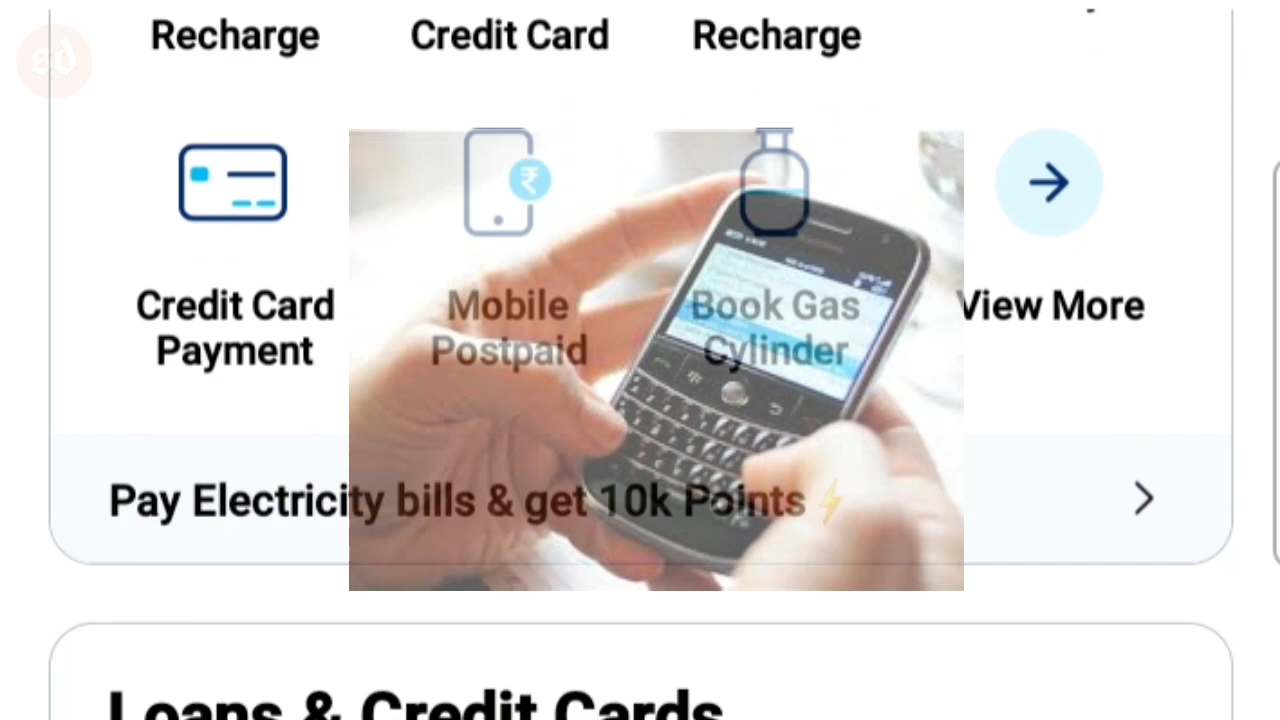 sd
Recharge Credit Card Recharge
Credit Card Mobile Book Gas View More
Payment Postpaid Cylinder
₹
Pay Electricity bills & get 10k Points ⚡
Loans & Credit Cards